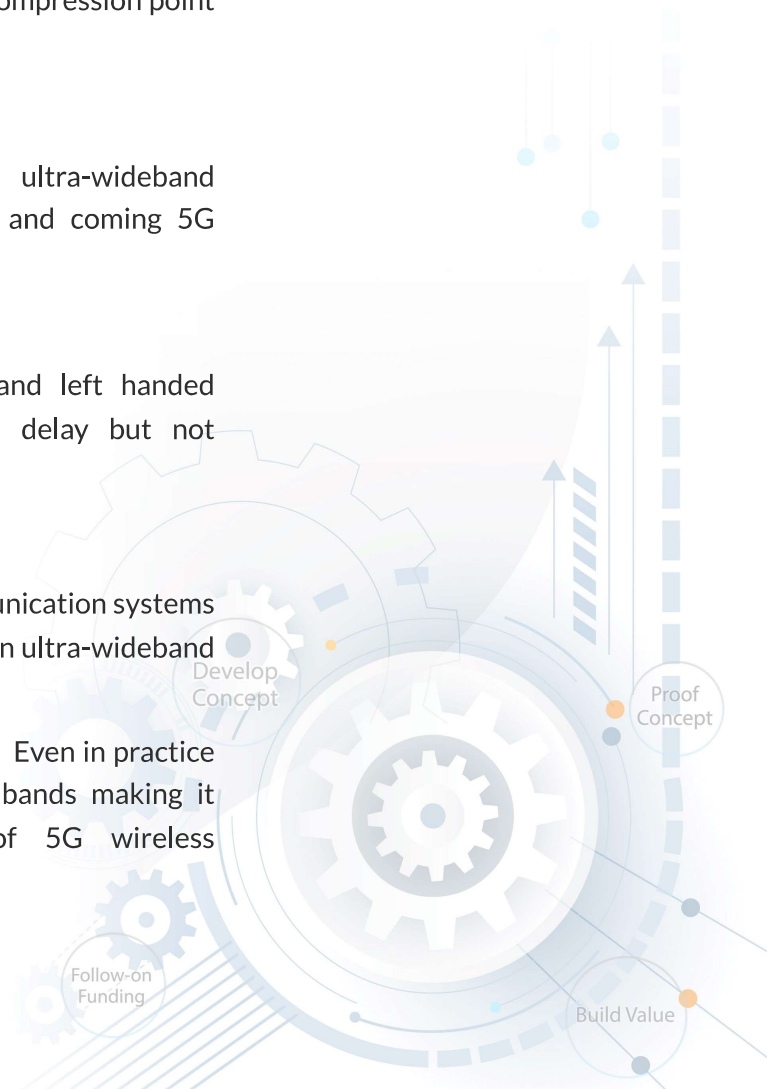 compression point
ultra-wideband
and coming 5G
and left handed
delay but not
unication systems
n ultra-wideband
Develop
Concept
Proof
Concept
Even in practice
bands making it
of 5G wireless
Follow-on
Funding
Build Value